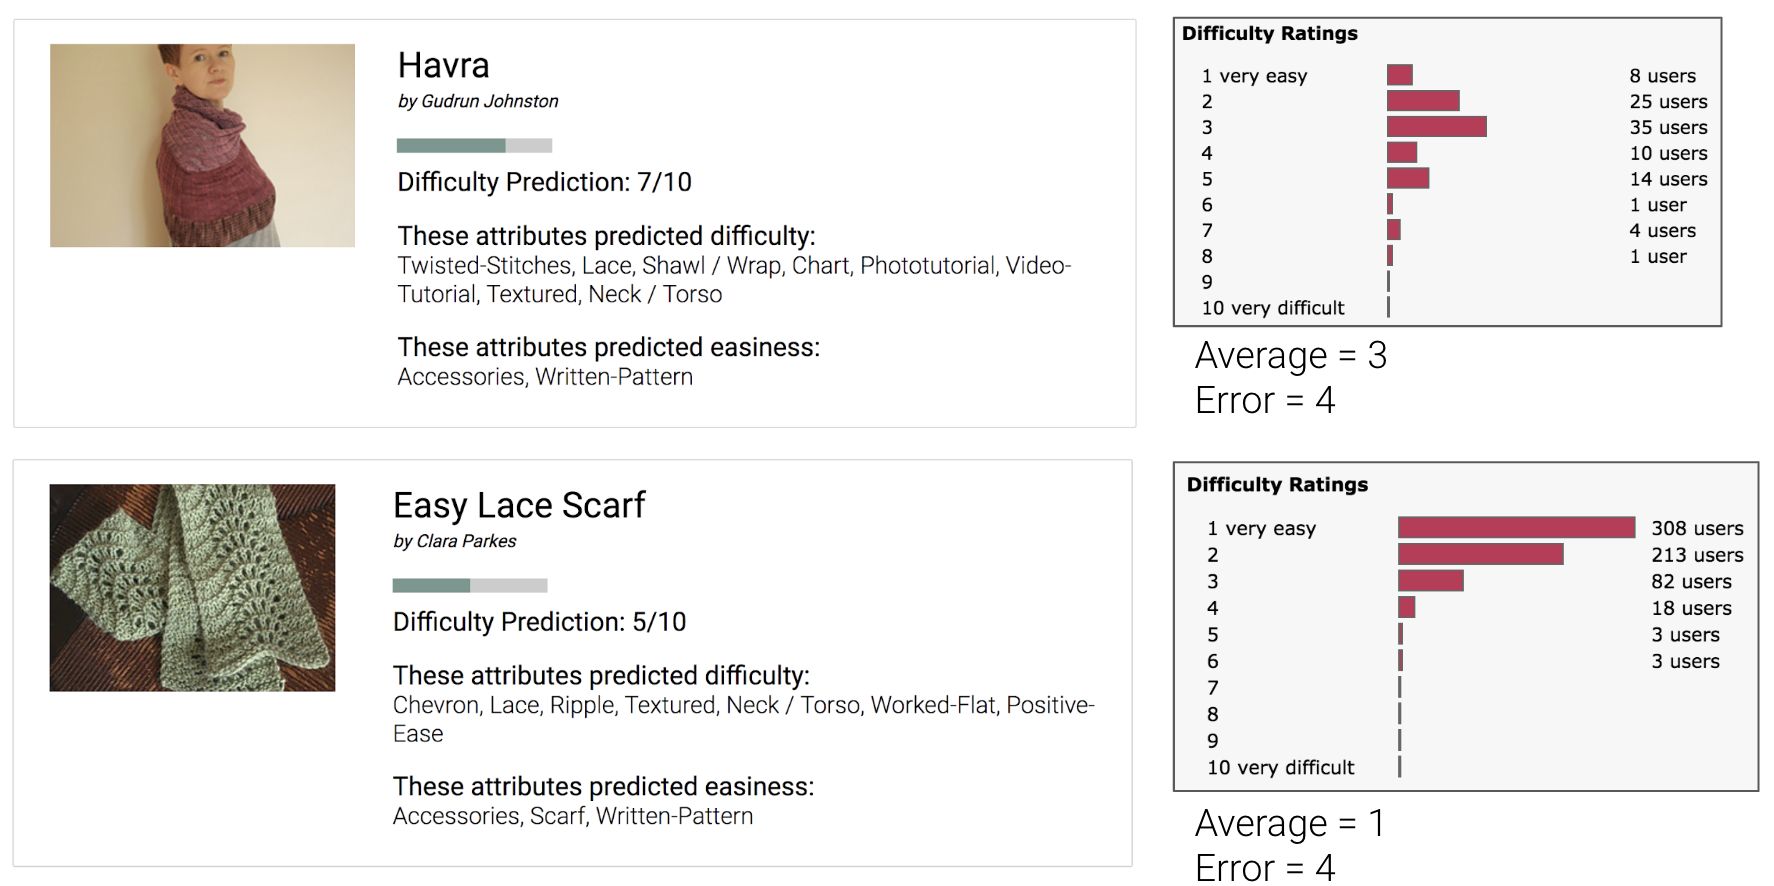 Havra
by Gudrun Johnston
Difficulty Prediction: 7/10
These attributes predicted difficulty:
Twisted-Stitches, Lace, Shawl / Wrap, Chart, Phototutorial, Video-
Tutorial, Textured, Neck / Torso
These attributes predicted easiness:
Accessories, Written-Pattern
Difficulty Ratings
1 very easy 8 users
2 25 users
3 35 users
4 10 users
5 14 users
6 1 user
7 4 users
8 1 user
9
10 very difficult
Average = 3
Error = 4
Easy Lace Scarf
by Clara Parkes
Difficulty Prediction: 5/10
These attributes predicted difficulty:
Chevron, Lace, Ripple, Textured, Neck / Torso, Worked-Flat, Positive-
Ease
These attributes predicted easiness:
Accessories, Scarf, Written-Pattern
Difficulty Ratings
1 very easy 308 users
2 213 users
3 82 users
4 18 users
5 3 users
6 3 users
7
8
9
10 very difficult
Average = 1
Error = 4